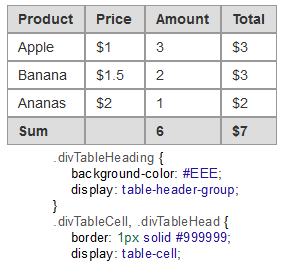 Product Price Amount Total
Apple $1 3 $3
Banana $1.5 2 $3
Ananas $2 1 $2
Sum 6 $7
.divTableHeading {
background-color: #EEE;
display: table-header-group;
}
.divTableCell, .divTableHead {
border: 1px solid #999999;
display: table-cell;